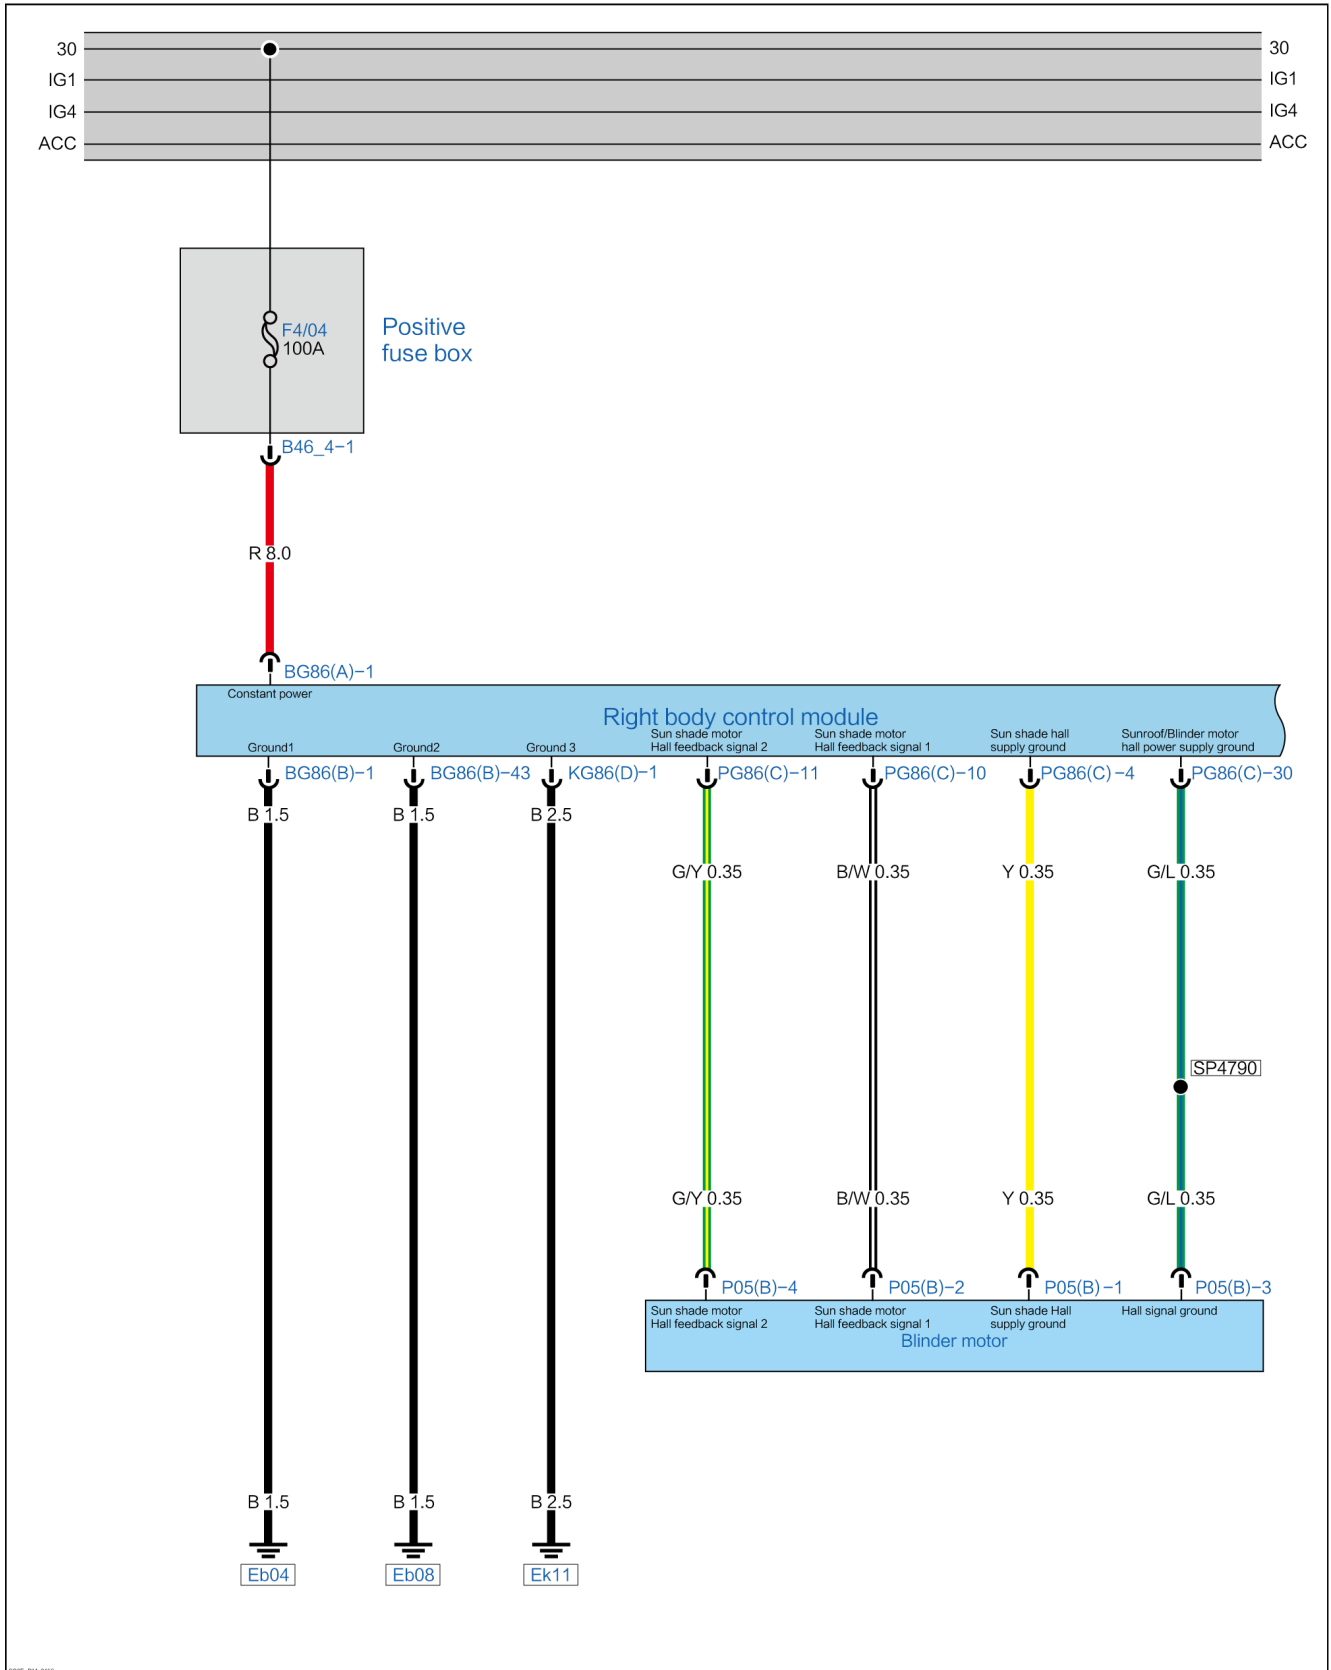 30 30
IG1 IG1
IG4 IG4
ACC ACC
F4/04
100A
Positive
fuse box
B46_4-1
R 8.0
BG86(A)-1
Constant power
Right body control module
Ground1
Ground2
Ground 3
Sun shade motor
Hall feedback signal 2
Sun shade motor
Hall feedback signal 1
Sun shade hall
supply ground
Sunroof/Blinder motor
hall power supply ground
BG86(B)-1 BG86(B)-43 KG86(D)-1 PG86(C)-11 PG86(C)-10 PG86(C)-4 PG86(C)-30
B 1.5 B 1.5 B 2.5
G/Y 0.35 B/W 0.35 Y 0.35 G/L 0.35
SP4790
G/Y 0.35 B/W 0.35 Y 0.35 G/L 0.35
P05(B)-4 P05(B)-2 P05(B)-1 P05(B)-3
Sun shade motor
Hall feedback signal 2
Sun shade motor
Hall feedback signal 1
Sun shade Hall
supply ground
Hall signal ground
Blinder motor
B 1.5 B 1.5 B 2.5
Eb04 Eb08 Ek11